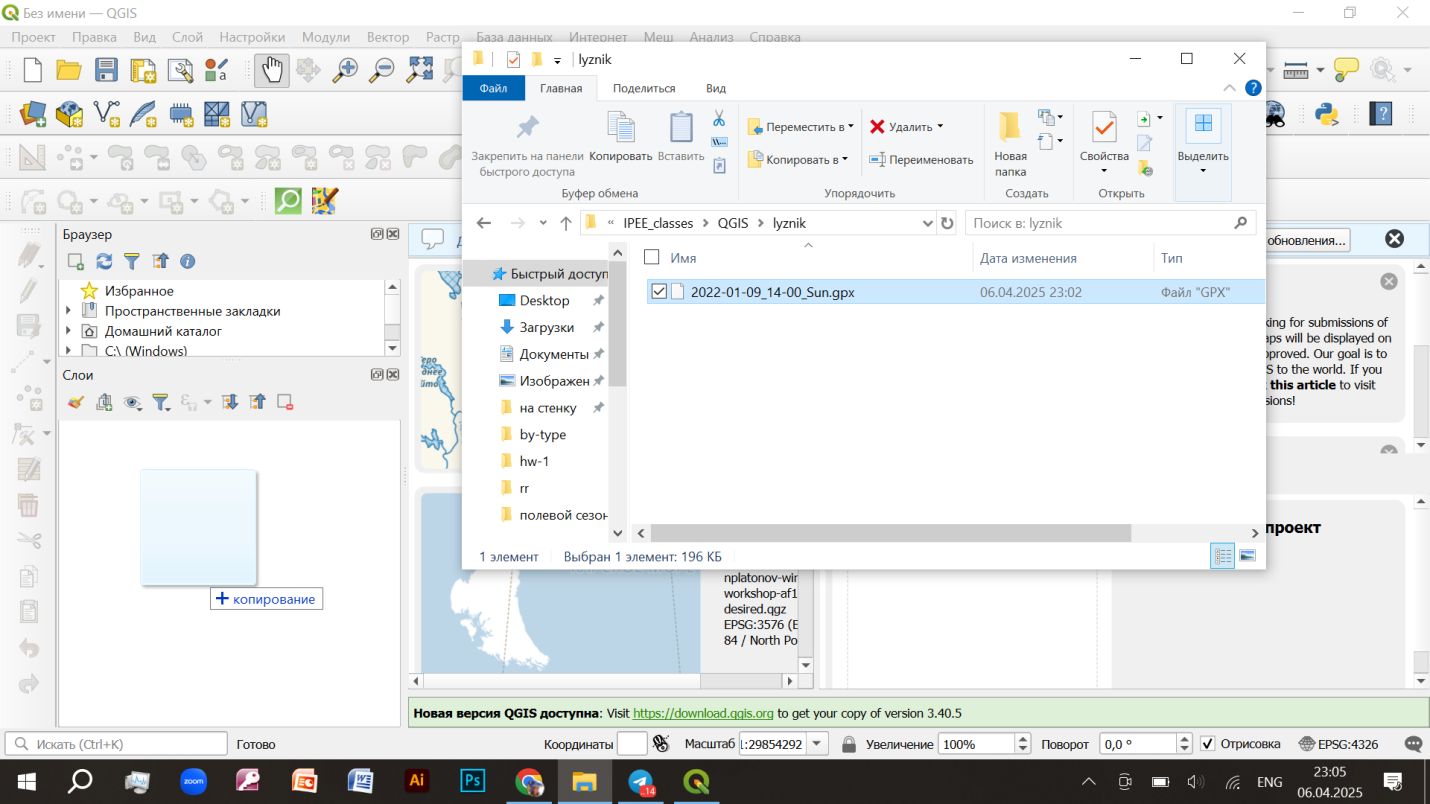 Без имени — QGIS
Проект Правка Вид Слой Настройки Модули Вектор Растр База данных Интернет Меш Анализ Справка
lyznik
Файл Главная Поделиться Вид
Закрепить на панели быстрого доступа
Копировать
Вставить
Переместить в
Копировать в
Удалить
Переименовать
Новая папка
Свойства
Выделить
Буфер обмена
Упорядочить
Создать
Открыть
« IPEE_classes > QGIS > lyznik
Поиск в: lyznik
Имя
Дата изменения
Тип
2022-01-09_14-00_Sun.gpx
06.04.2025 23:02
Файл "GPX"
Быстрый доступ
Desktop
Загрузки
Документы
Изображен
на стенку
by-type
hw-1
rr
полевой сезон
1 элемент
Выбран 1 элемент: 196 КБ
Браузер
Избранное
Пространственные закладки
Домашний каталог
C:\ (Windows)
Слои
копирование
обновления...
king for submissions of
aps will be displayed on
proved. Our goal is to
S to the world. If you
this article to visit
sions!
проект
nplatonov-wir
workshop-af1
desired.qgz
EPSG:3576 (E
84 / North Po
Новая версия QGIS доступна: Visit https://download.qgis.org to get your copy of version 3.40.5
Искать (Ctrl+K)
Готово
Координаты
Масштаб
1:29854292
Увеличение
100%
Поворот
0,0 °
Отрисовка
EPSG:4326
zoom
Ai
Ps
14
ENG
23:05
06.04.2025